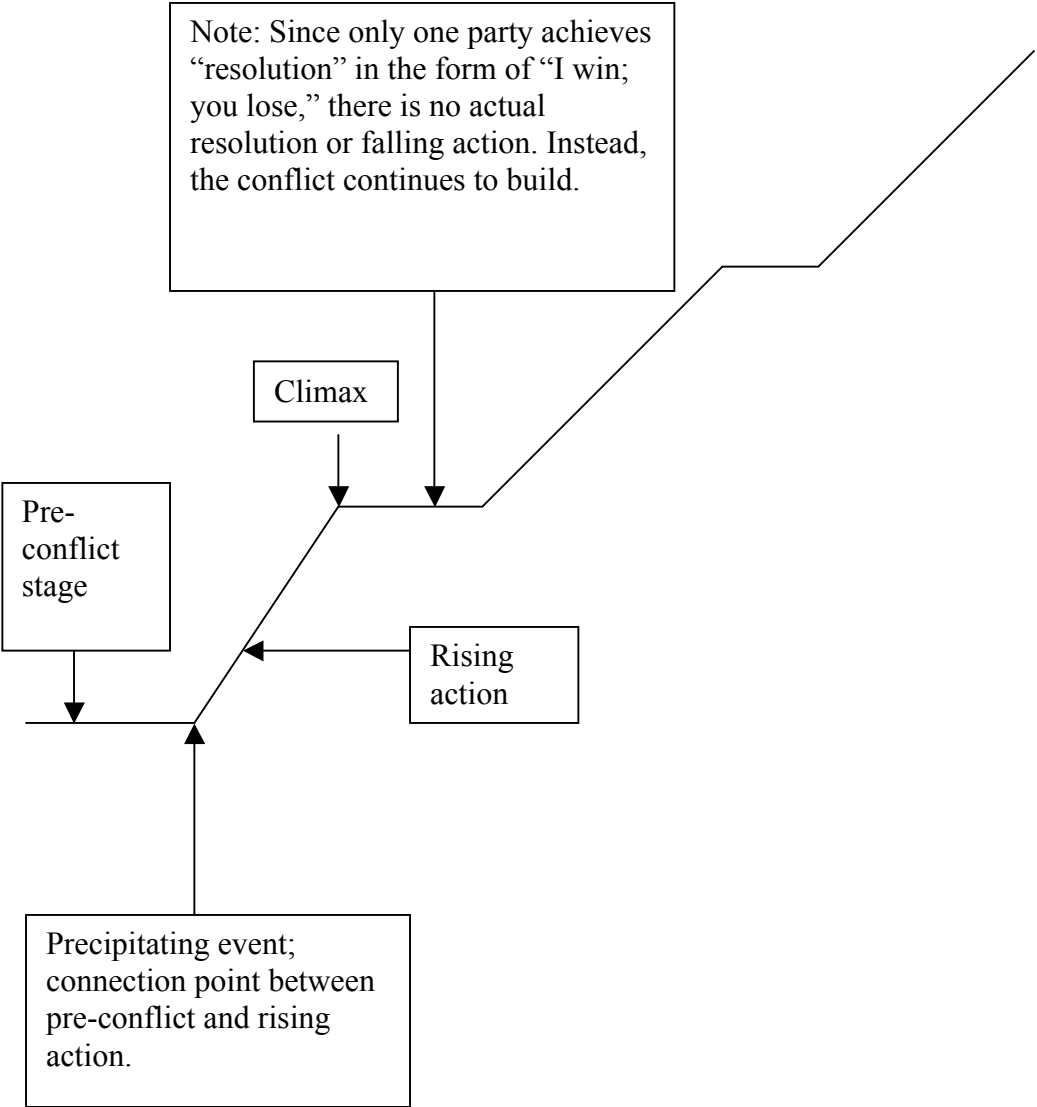 Note: Since only one party achieves
“resolution” in the form of “I win;
you lose,” there is no actual
resolution or falling action. Instead,
the conflict continues to build.
Climax
Pre-
conflict
stage
Rising
action
Precipitating event;
connection point between
pre-conflict and rising
action.